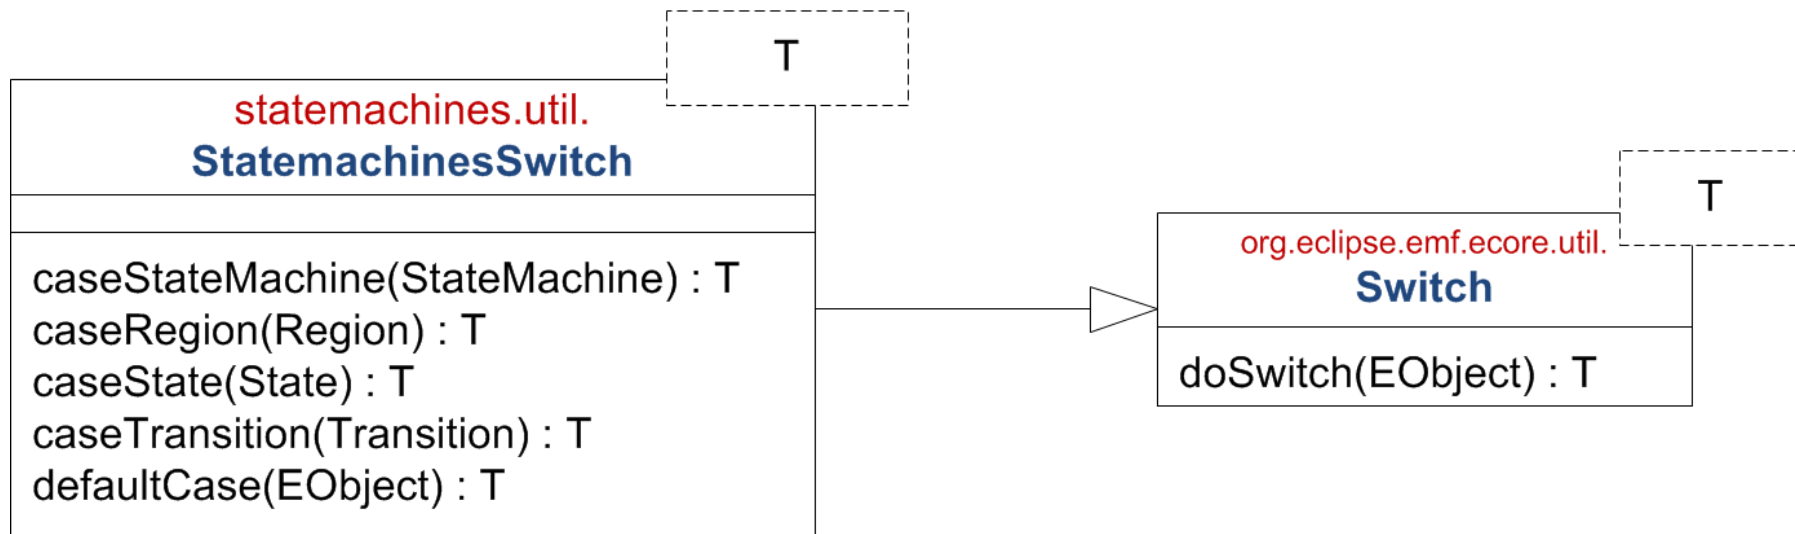 T
statemachines.util.
StatemachinesSwitch
caseStateMachine(StateMachine) : T
caseRegion(Region) : T
caseState(State) : T
caseTransition(Transition) : T
defaultCase(EObject) : T
T
org.eclipse.emf.ecore.util.
Switch
doSwitch(EObject) : T